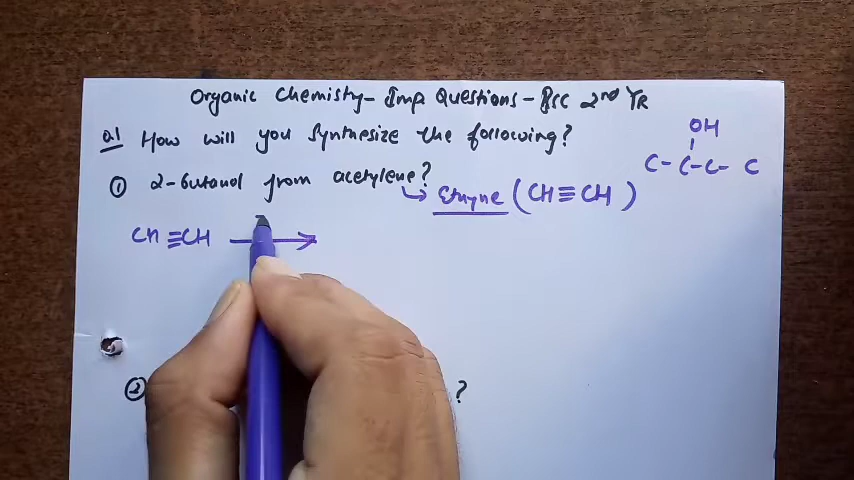 Organic Chemistry - Imp Questions - BSc 2nd YR
Q1 How will you synthesize the following?
① 2-butanol from acetylene?
↳ Ethyne (CH≡CH)
OH
C-C-C-C
CH≡CH →
② ?